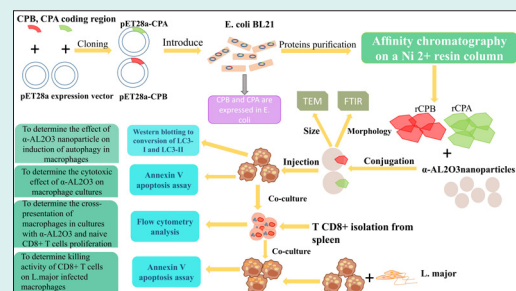 CPB, CPA coding region
pET28a-CPA
E. coli BL21
Cloning
Introduce
Proteins purification
Affinity chromatography
on a Ni 2+ resin column
+
+
pET28a expression vector
pET28a-CPB
CPB and CPA are
expressed in E.
coli
TEM
FTIR
rCPB
rCPA
Size
Morphology
+
To determine the effect of
α-AL2O3 nanoparticle on
induction of autophagy in
macrophages
Western blotting to
conversion of LC3-
I and LC3-II
Injection
Conjugation
α-AL2O3nanoparticles
To determine the cytotoxic
effect of α-AL2O3 on
macrophage cultures
Annexin V
apoptosis assay
Co-culture
To determine the cross-
presentation of
macrophages in cultures
with α-AL2O3 and naive
CD8+ T cells proliferation
Flow cytometry
analysis
T CD8+ isolation from
spleen
Co-culture
To determine killing
activity of CD8+ T cells
on L.major infected
macrophages
Annexin V
apoptosis assay
+
L. major